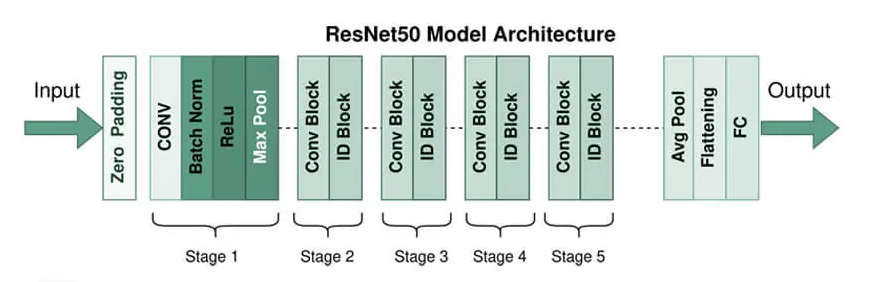 ResNet50 Model Architecture
Input
Zero Padding
CONV
Batch Norm
ReLu
Max Pool
Conv Block
ID Block
Conv Block
ID Block
Conv Block
ID Block
Conv Block
ID Block
Avg Pool
Flattening
FC
Output
Stage 1
Stage 2
Stage 3
Stage 4
Stage 5